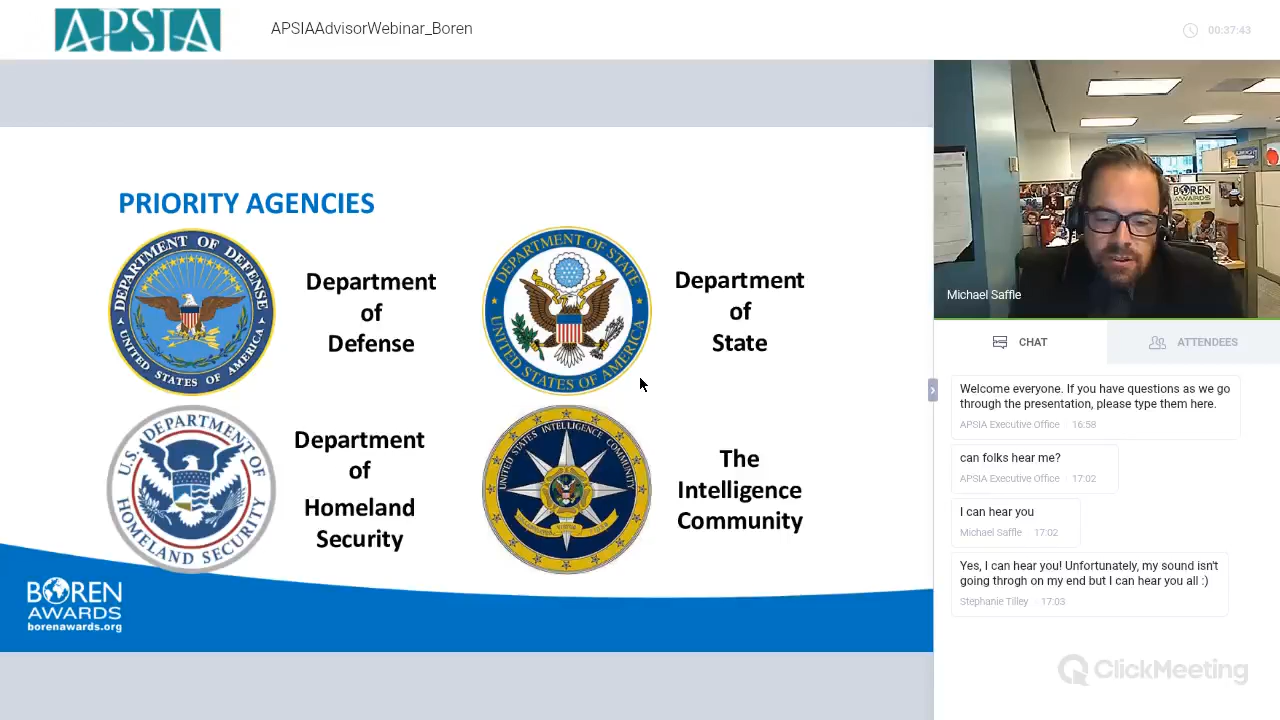 APSIA
APSIAAdvisorWebinar_Boren
00:37:43
PRIORITY AGENCIES
DEPARTMENT OF DEFENSE
UNITED STATES OF AMERICA
Department
of
Defense
DEPARTMENT OF STATE
UNITED STATES OF AMERICA
Department
of
State
U.S. DEPARTMENT OF
HOMELAND SECURITY
Department
of
Homeland
Security
UNITED STATES INTELLIGENCE COMMUNITY
The
Intelligence
Community
BOREN
AWARDS
borenawards.org
BOREN
AWARDS
Michael Saffle
CHAT
ATTENDEES
Welcome everyone. If you have questions as we go
through the presentation, please type them here.
APSIA Executive Office · 16:58
can folks hear me?
APSIA Executive Office · 17:02
I can hear you
Michael Saffle · 17:02
Yes, I can hear you! Unfortunately, my sound isn't
going throgh on my end but I can hear you all :)
Stephanie Tilley · 17:03
ClickMeeting